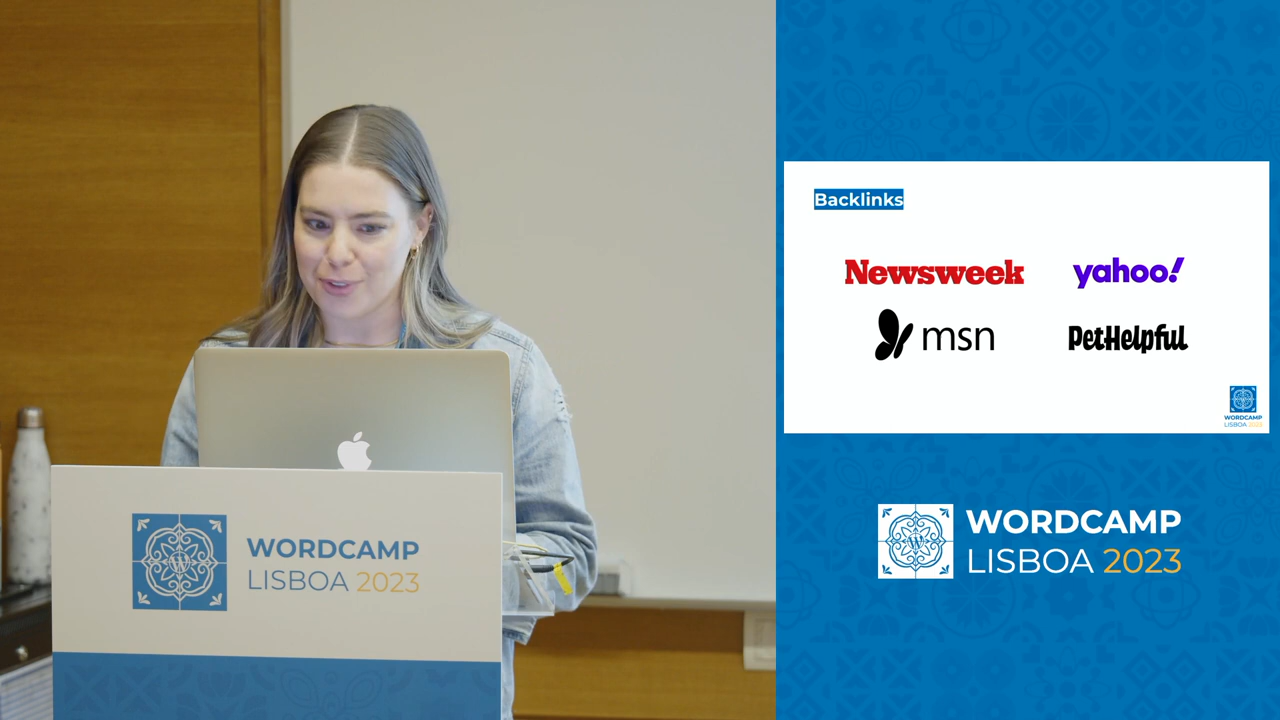 WORDCAMP
LISBOA 2023
Backlinks
Newsweek
yahoo!
msn
PetHelpful
WORDCAMP
LISBOA 2023
WORDCAMP
LISBOA 2023